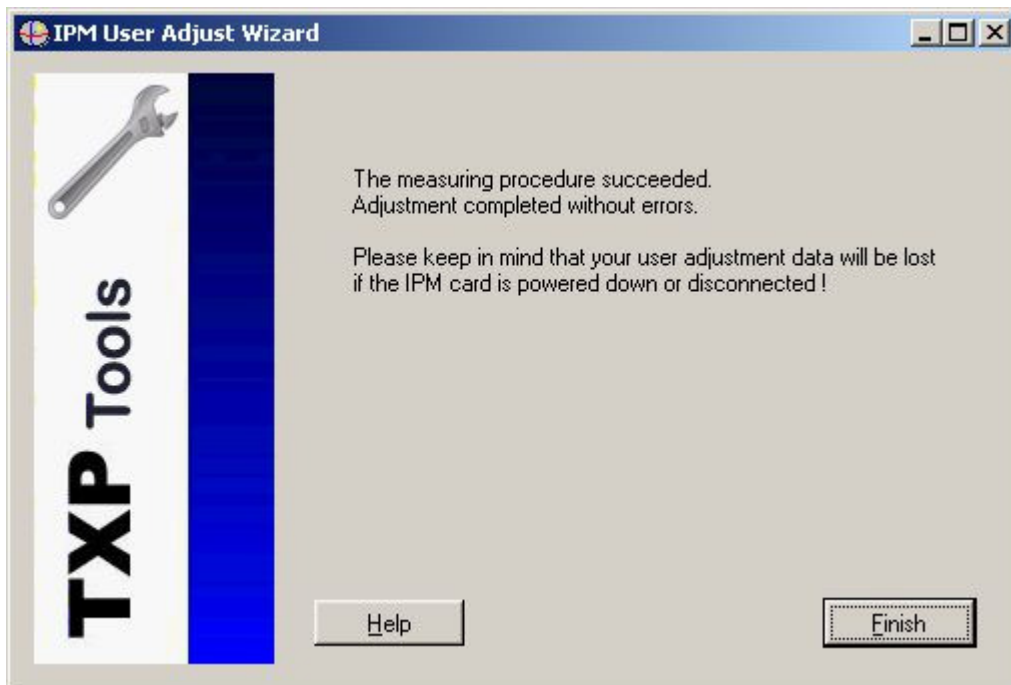 IPM User Adjust Wizard
TXP Tools
The measuring procedure succeeded.
Adjustment completed without errors.
Please keep in mind that your user adjustment data will be lost
if the IPM card is powered down or disconnected !
Help
Finish